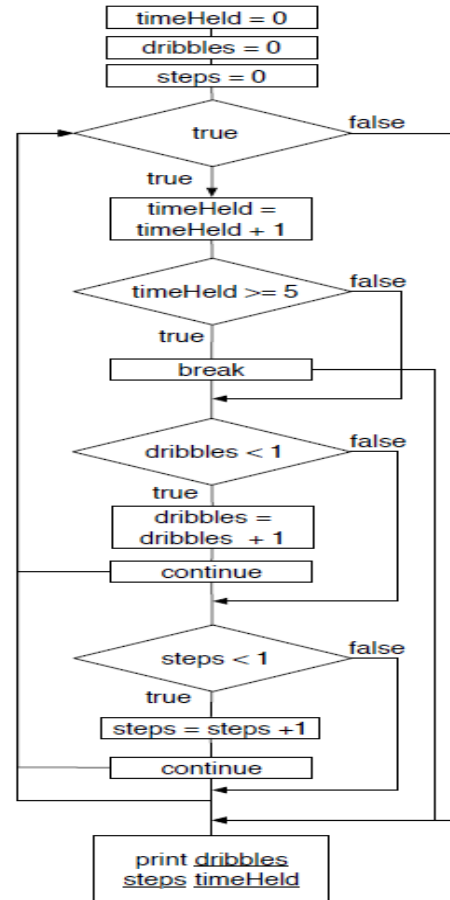 timeHeld = 0
dribbles = 0
steps = 0
true
false
true
timeHeld =
timeHeld + 1
timeHeld >= 5
false
true
break
dribbles < 1
false
true
dribbles =
dribbles + 1
continue
steps < 1
false
true
steps = steps +1
continue
print dribbles
steps timeHeld